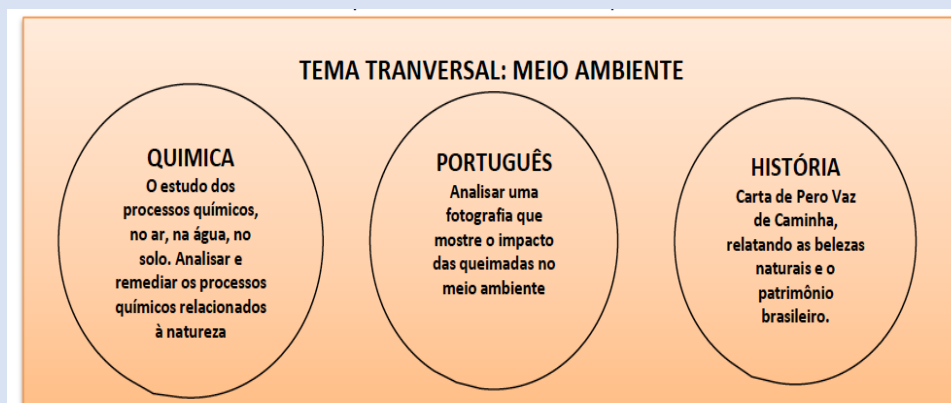 TEMA TRANVERSAL: MEIO AMBIENTE
QUIMICA
O estudo dos
processos químicos,
no ar, na água, no
solo. Analisar e
remediar os processos
químicos relacionados
à natureza
PORTUGUÊS
Analisar uma
fotografia que
mostre o impacto
das queimadas no
meio ambiente
HISTÓRIA
Carta de Pero Vaz
de Caminha,
relatando as belezas
naturais e o
patrimônio
brasileiro.